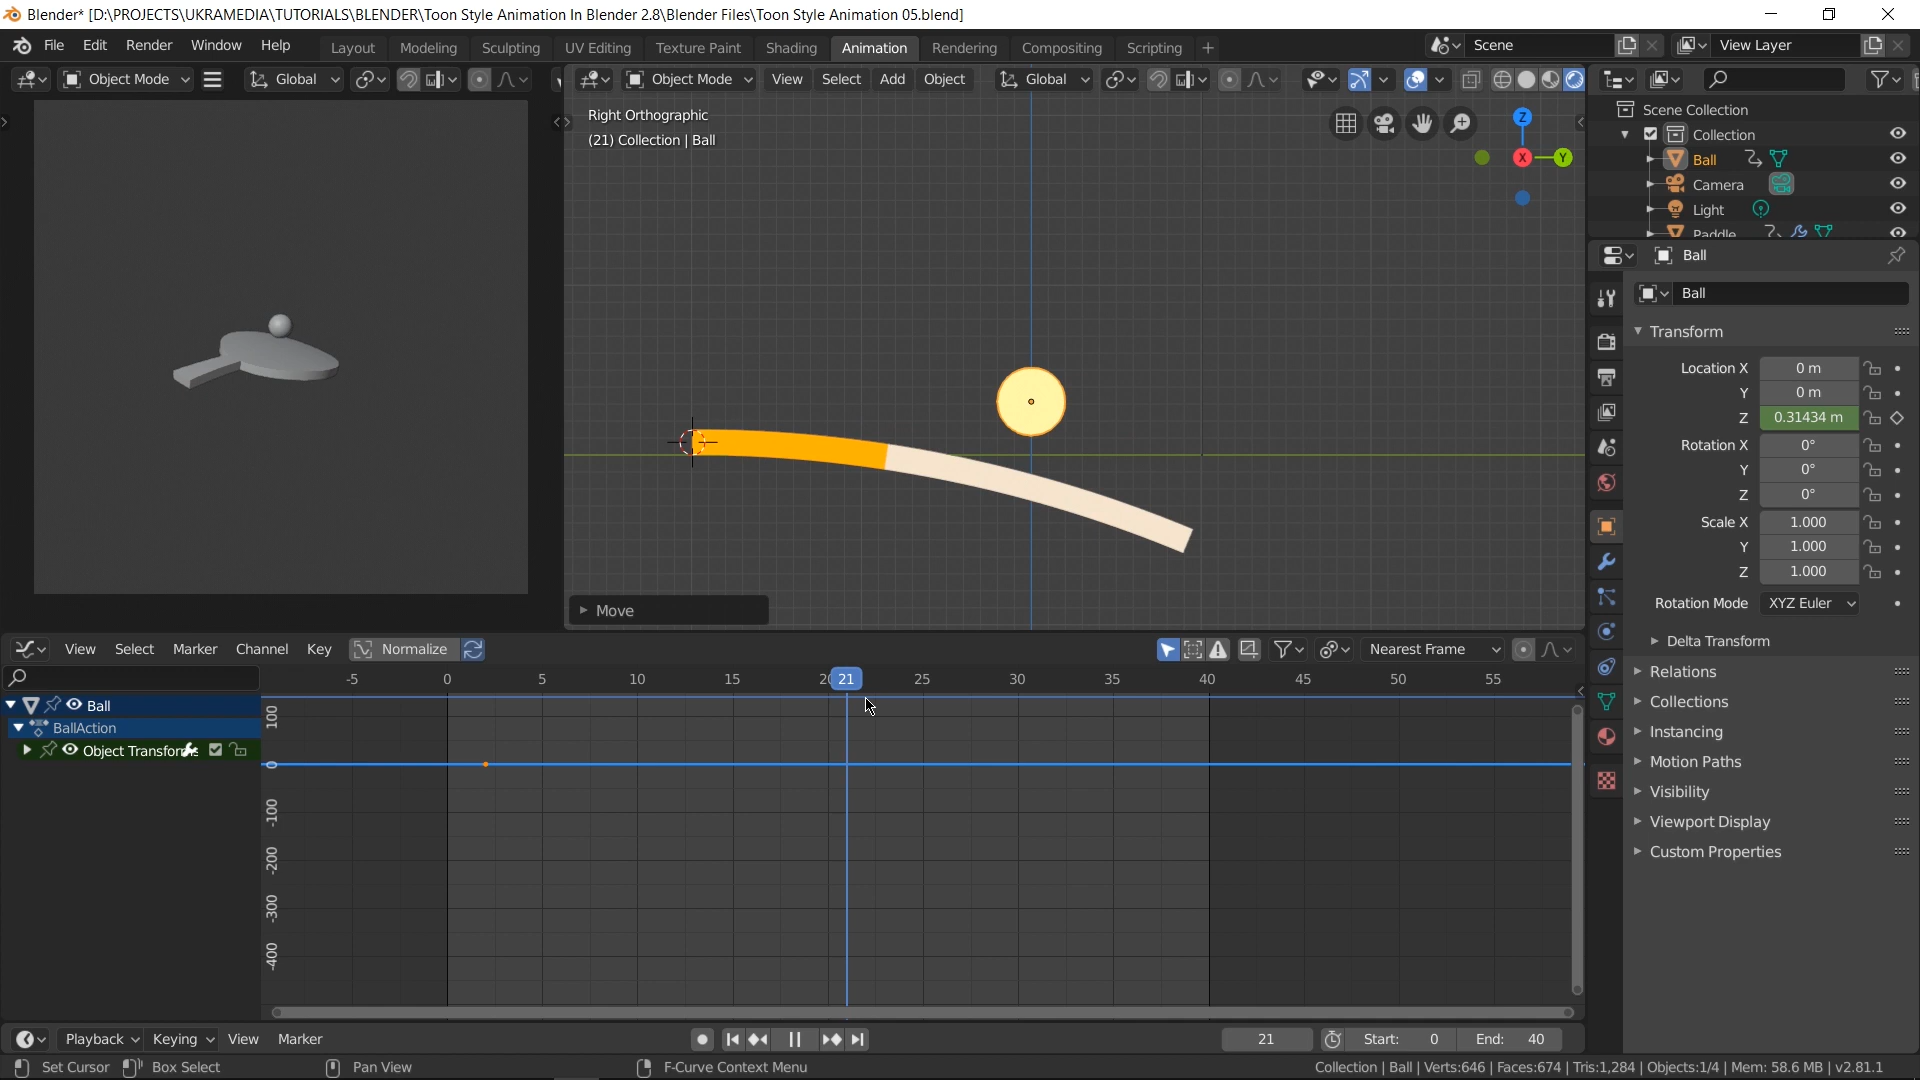 Blender* [D:\PROJECTS\UKRAMEDIA\TUTORIALS\BLENDER\Toon Style Animation In Blender 2.8\Blender Files\Toon Style Animation 05.blend]
File Edit Render Window Help Layout Modeling Sculpting UV Editing Texture Paint Shading Animation Rendering Compositing Scripting + Scene View Layer
Object Mode Global Object Mode View Select Add Object Global
Right Orthographic
(21) Collection | Ball
Z
X
Y
Scene Collection
Collection
Ball
Camera
Light
Paddle
Ball
Ball
Transform
Location X 0 m
Y 0 m
Z 0.31434 m
Rotation X 0°
Y 0°
Z 0°
Scale X 1.000
Y 1.000
Z 1.000
Rotation Mode XYZ Euler
Delta Transform
Relations
Collections
Instancing
Motion Paths
Visibility
Viewport Display
Custom Properties
Move
View Select Marker Channel Key Normalize Nearest Frame
-5 0 5 10 15 20 21 25 30 35 40 45 50 55
Ball
BallAction
Object Transforms
100
0
-100
-200
-300
-400
Playback Keying View Marker 21 Start: 0 End: 40
Set Cursor Box Select Pan View F-Curve Context Menu Collection | Ball | Verts:646 | Faces:674 | Tris:1,284 | Objects:1/4 | Mem: 58.6 MB | v2.81.1